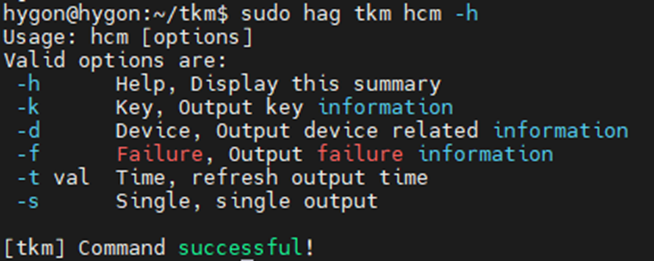 hygon@hygon:~/tkm$ sudo hag tkm hcm -h
Usage: hcm [options]
Valid options are:
 -h      Help, Display this summary
 -k      Key, Output key information
 -d      Device, Output device related information
 -f      Failure, Output failure information
 -t val  Time, refresh output time
 -s      Single, single output

[tkm] Command successful!